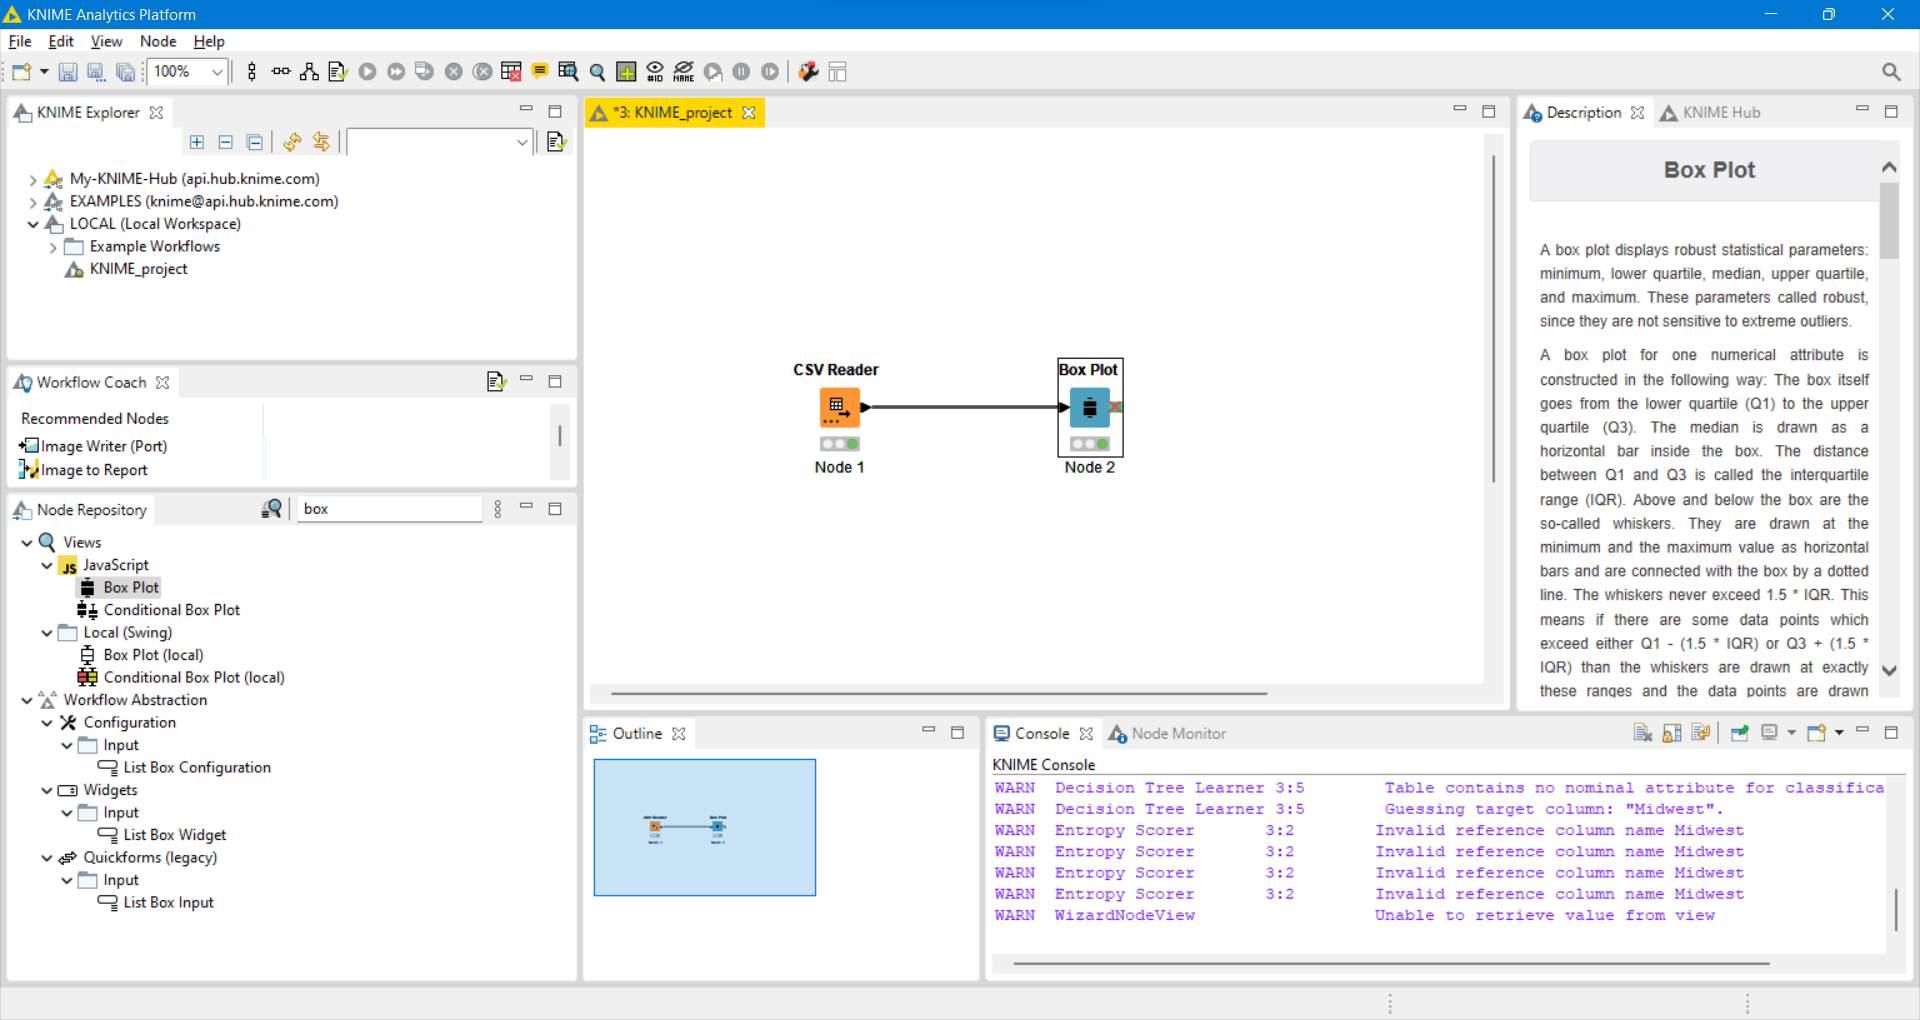 KNIME Analytics Platform
File Edit View Node Help
100%
#ID
NAME
KNIME Explorer
My-KNIME-Hub (api.hub.knime.com)
EXAMPLES (knime@api.hub.knime.com)
LOCAL (Local Workspace)
Example Workflows
KNIME_project
Workflow Coach
Recommended Nodes
Image Writer (Port)
Image to Report
Node Repository
box
Views
JS JavaScript
Box Plot
Conditional Box Plot
Local (Swing)
Box Plot (local)
Conditional Box Plot (local)
Workflow Abstraction
Configuration
Input
List Box Configuration
Widgets
Input
List Box Widget
Quickforms (legacy)
Input
List Box Input
*3: KNIME_project
CSV Reader
Node 1
Box Plot
Node 2
Outline
CSV Reader
Box Plot
Node 1
Node 2
Description
KNIME Hub
Box Plot
A box plot displays robust statistical parameters:
minimum, lower quartile, median, upper quartile,
and maximum. These parameters called robust,
since they are not sensitive to extreme outliers.
A box plot for one numerical attribute is
constructed in the following way: The box itself
goes from the lower quartile (Q1) to the upper
quartile (Q3). The median is drawn as a
horizontal bar inside the box. The distance
between Q1 and Q3 is called the interquartile
range (IQR). Above and below the box are the
so-called whiskers. They are drawn at the
minimum and the maximum value as horizontal
bars and are connected with the box by a dotted
line. The whiskers never exceed 1.5 * IQR. This
means if there are some data points which
exceed either Q1 - (1.5 * IQR) or Q3 + (1.5 *
IQR) than the whiskers are drawn at exactly
these ranges and the data points are drawn
Console
Node Monitor
KNIME Console
WARN Decision Tree Learner 3:5 Table contains no nominal attribute for classifica
WARN Decision Tree Learner 3:5 Guessing target column: "Midwest".
WARN Entropy Scorer 3:2 Invalid reference column name Midwest
WARN Entropy Scorer 3:2 Invalid reference column name Midwest
WARN Entropy Scorer 3:2 Invalid reference column name Midwest
WARN Entropy Scorer 3:2 Invalid reference column name Midwest
WARN WizardNodeView Unable to retrieve value from view